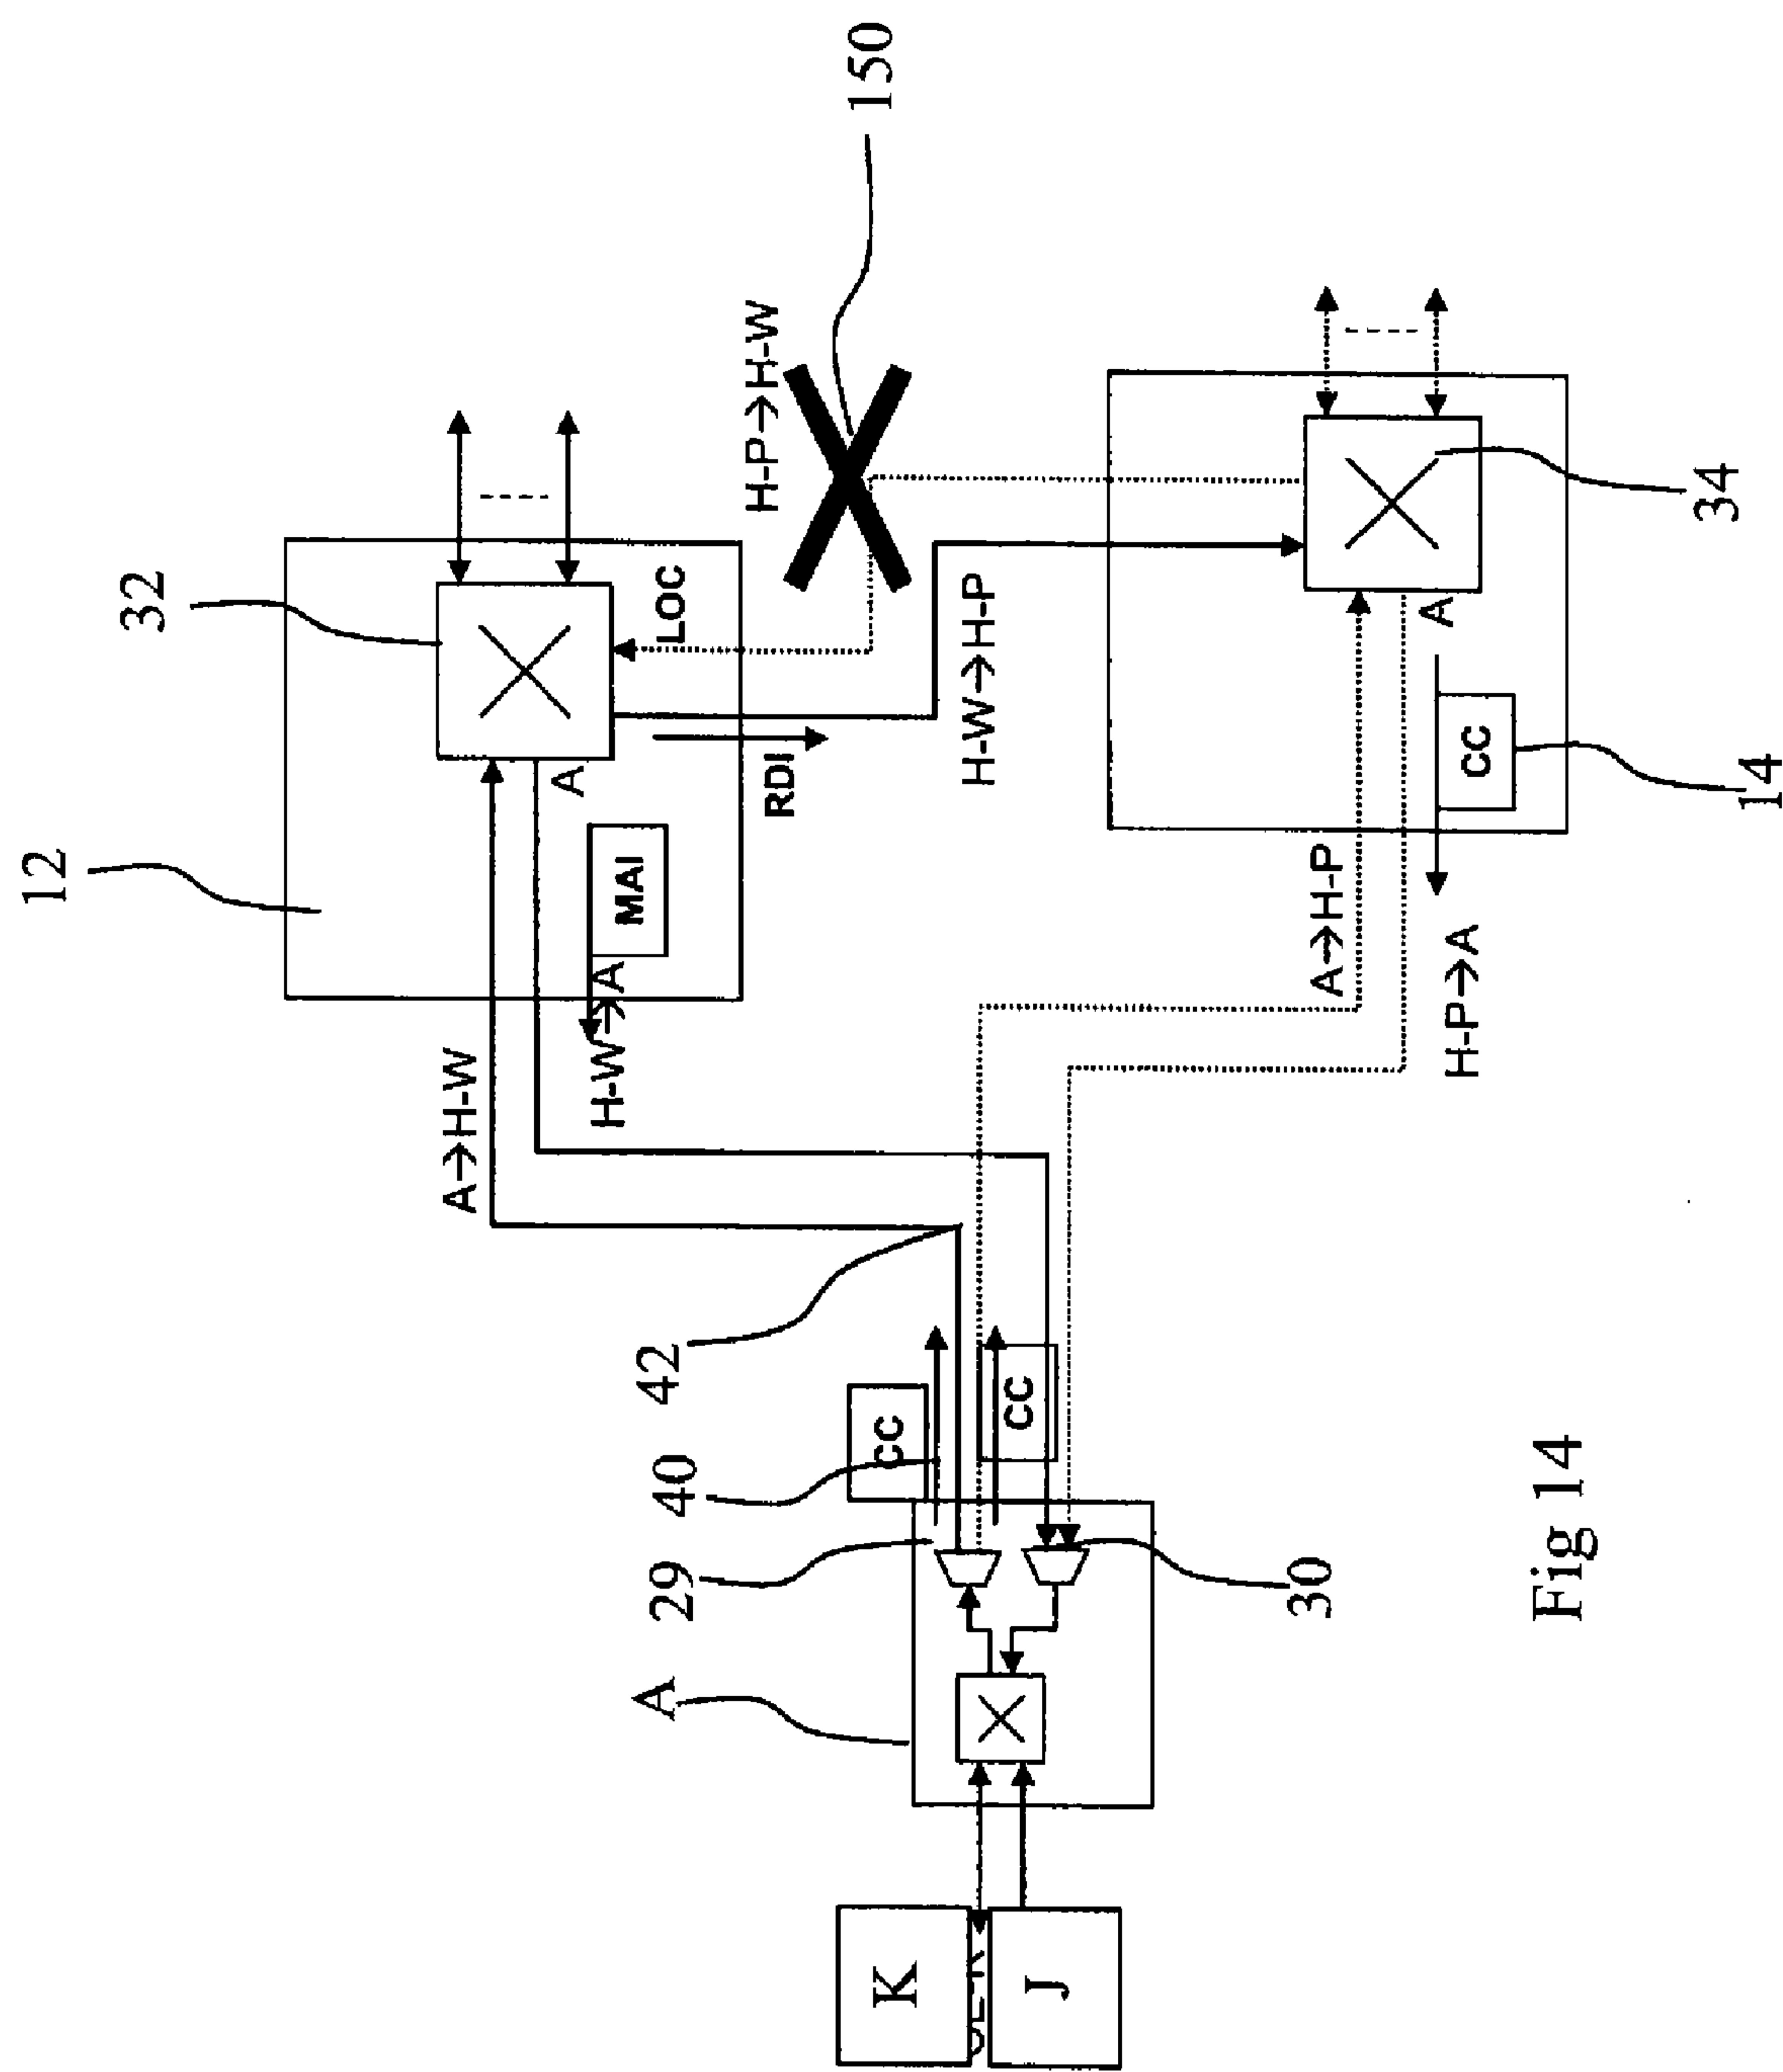 150
32
12
H-P→H-W
LOC
A
MAI
RDI
A→H-W
H-W→A
H-W→H-P
34
A
CC
14
A→H-P
H-P→A
42
40
CC
CC
29
30
A
K
J
Fig 14